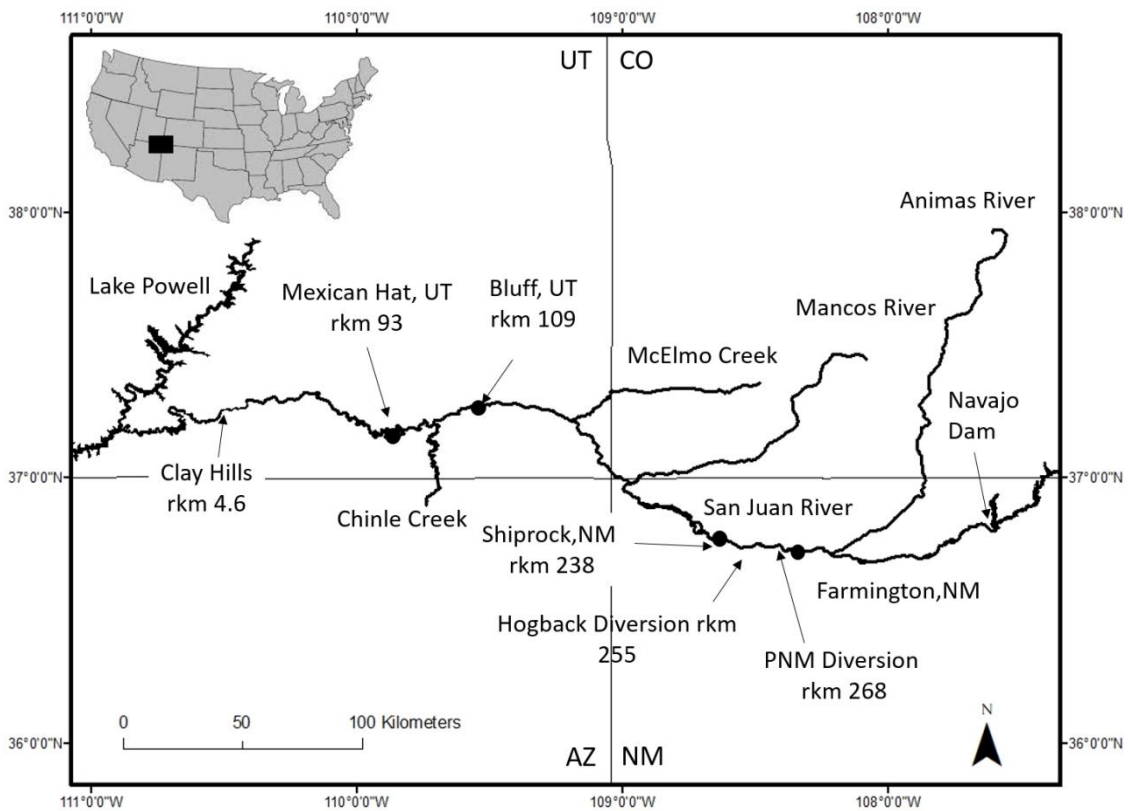 111°0'0"W
110°0'0"W
109°0'0"W
108°0'0"W
UT
CO
38°0'0"N
38°0'0"N
Animas River
Lake Powell
Mexican Hat, UT
rkm 93
Bluff, UT
rkm 109
Mancos River
McElmo Creek
Navajo
Dam
37°0'0"N
37°0'0"N
Clay Hills
rkm 4.6
Chinle Creek
San Juan River
Shiprock,NM
rkm 238
Farmington,NM
Hogback Diversion rkm
255
PNM Diversion
rkm 268
0
50
100 Kilometers
N
36°0'0"N
36°0'0"N
AZ
NM
111°0'0"W
110°0'0"W
109°0'0"W
108°0'0"W